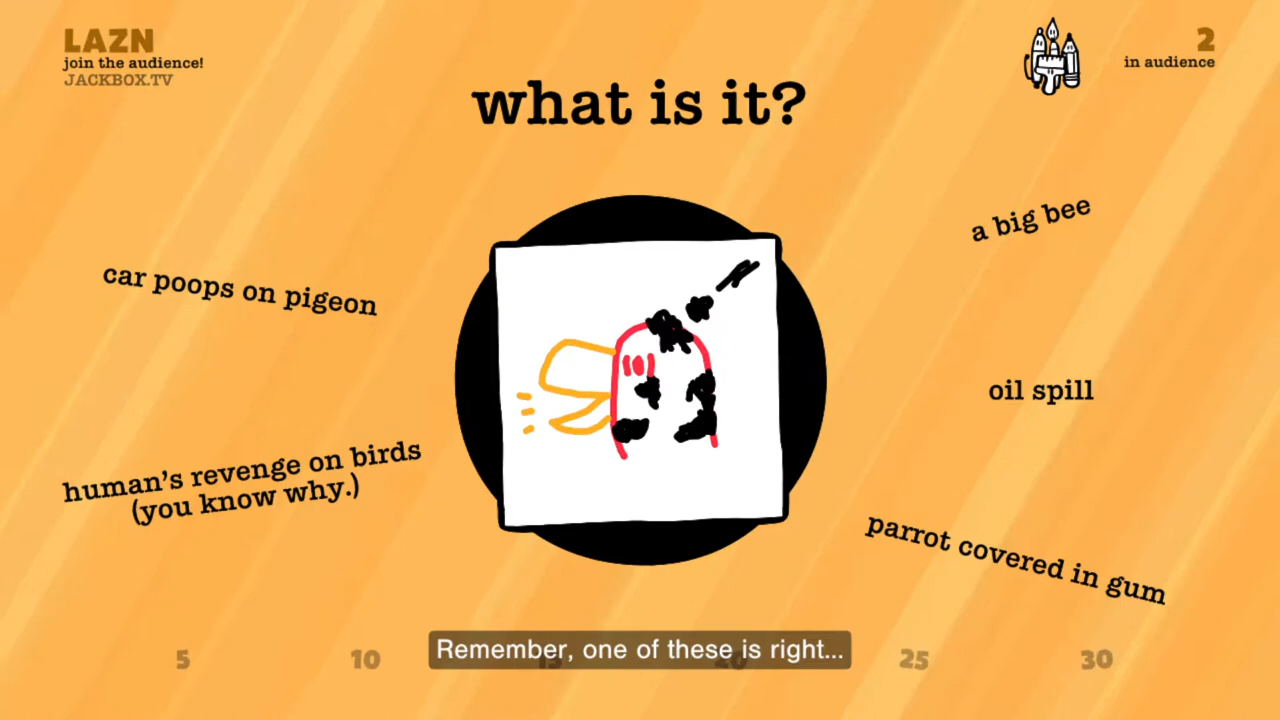 LAZN
join the audience!
JACKBOX.TV
2
in audience
what is it?
a big bee
car poops on pigeon
oil spill
human's revenge on birds
(you know why.)
parrot covered in gum
Remember, one of these is right...
5
10
15
20
25
30